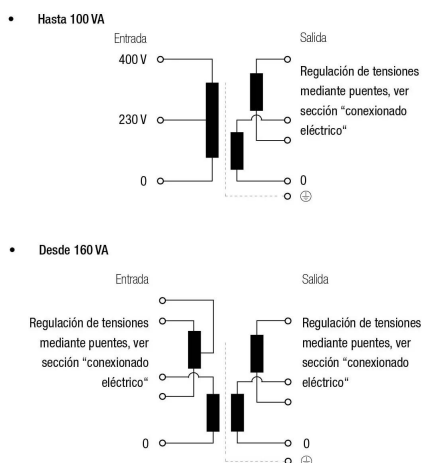 • Hasta 100 VA
Entrada
Salida
400 V
Regulación de tensiones
mediante puentes, ver
sección “conexionado
eléctrico“
230 V
0
0
• Desde 160 VA
Entrada
Salida
Regulación de tensiones
mediante puentes, ver
sección “conexionado
eléctrico“
Regulación de tensiones
mediante puentes, ver
sección “conexionado
eléctrico“
0
0